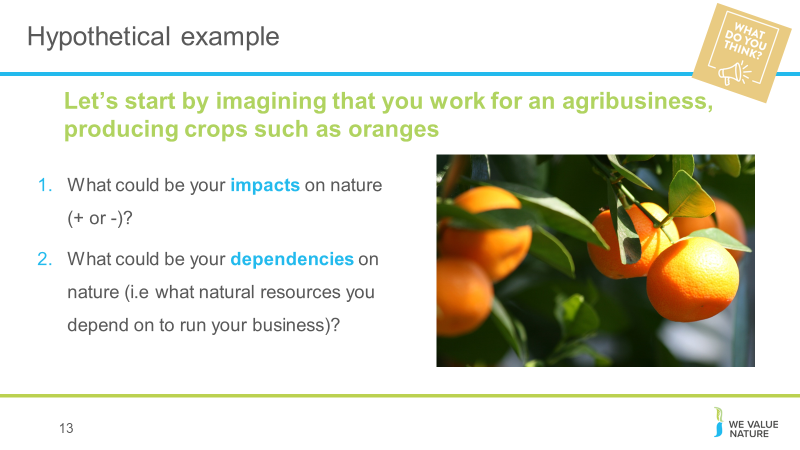 Hypothetical example
WHAT
DO YOU
THINK?
Let’s start by imagining that you work for an agribusiness,
producing crops such as oranges
1. What could be your impacts on nature
(+ or -)?
2. What could be your dependencies on
nature (i.e what natural resources you
depend on to run your business)?
13
WE VALUE
NATURE